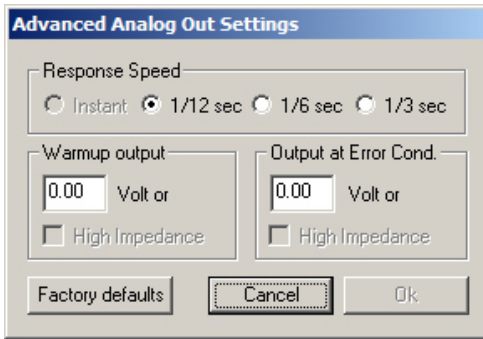 Advanced Analog Out Settings
Response Speed
Instant 1/12 sec 1/6 sec 1/3 sec
Warmup output
0.00 Volt or
High Impedance
Output at Error Cond.
0.00 Volt or
High Impedance
Factory defaults Cancel Ok